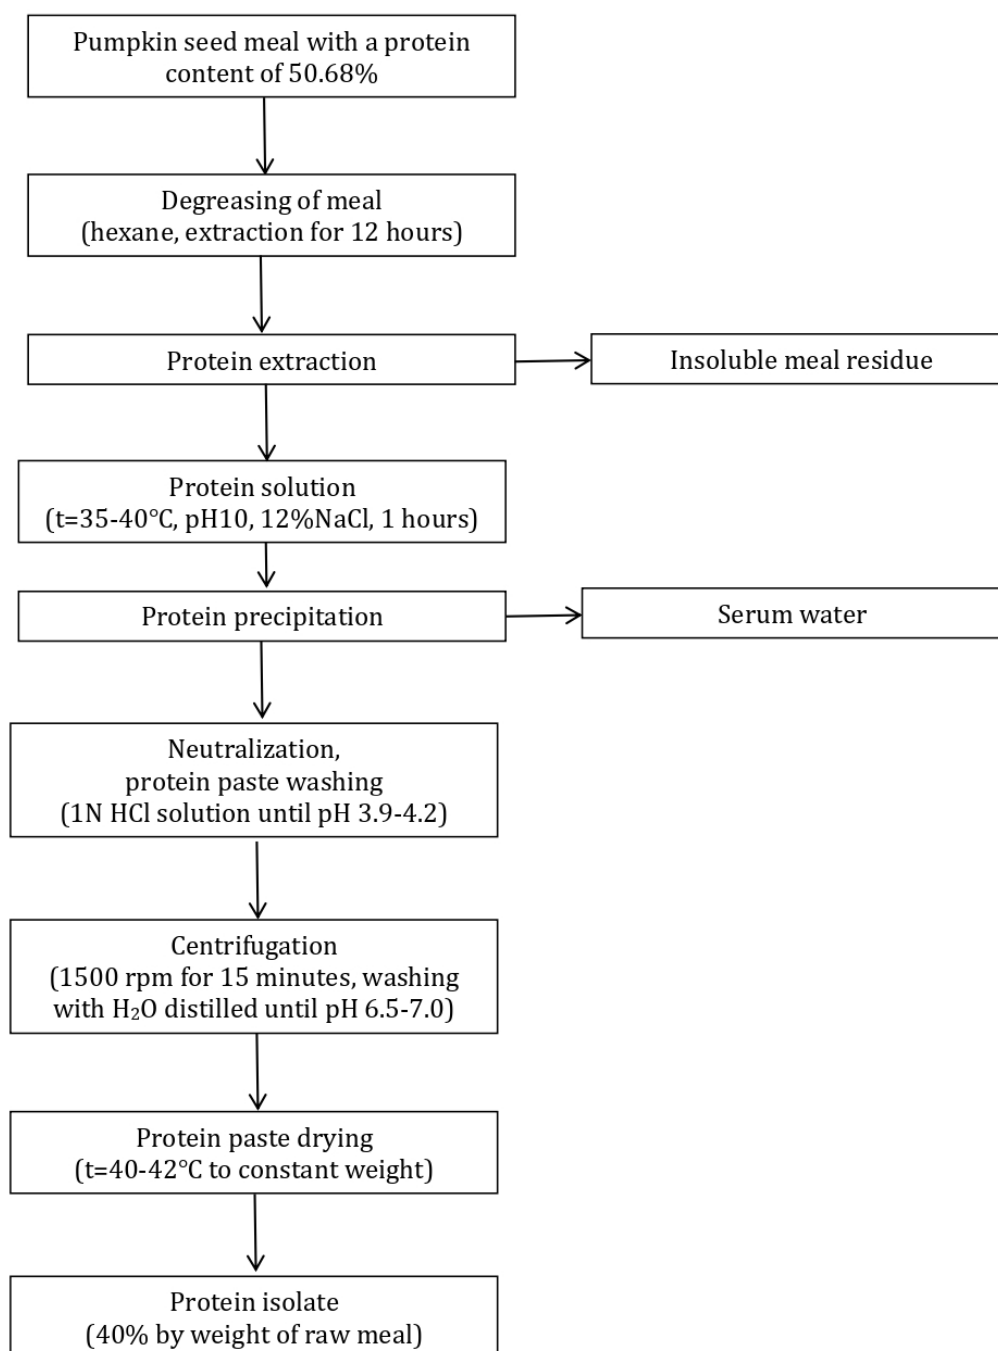 Pumpkin seed meal with a protein
content of 50.68%
Degreasing of meal
(hexane, extraction for 12 hours)
Protein extraction
Insoluble meal residue
Protein solution
(t=35-40°C, pH10, 12%NaCl, 1 hours)
Protein precipitation
Serum water
Neutralization,
protein paste washing
(1N HCl solution until pH 3.9-4.2)
Centrifugation
(1500 rpm for 15 minutes, washing
with H₂O distilled until pH 6.5-7.0)
Protein paste drying
(t=40-42°C to constant weight)
Protein isolate
(40% by weight of raw meal)